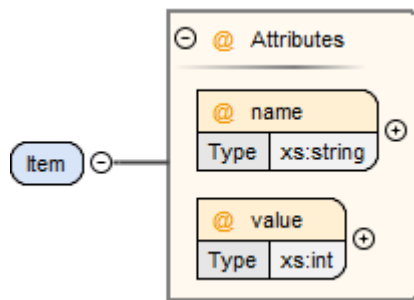 @ Attributes
@ name
Type xs:string
Item
@ value
Type xs:int